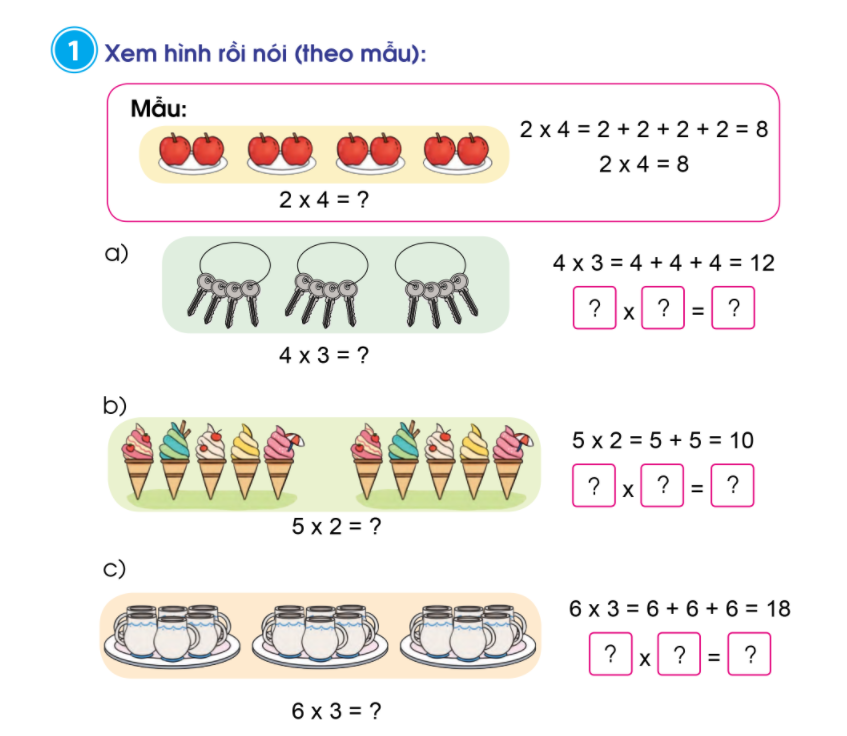 1 Xem hình rồi nói (theo mẫu):
Mẫu:
2 x 4 = 2 + 2 + 2 + 2 = 8
2 x 4 = 8
2 x 4 = ?
a)
4 x 3 = 4 + 4 + 4 = 12
? x ? = ?
4 x 3 = ?
b)
5 x 2 = 5 + 5 = 10
? x ? = ?
5 x 2 = ?
c)
6 x 3 = 6 + 6 + 6 = 18
? x ? = ?
6 x 3 = ?